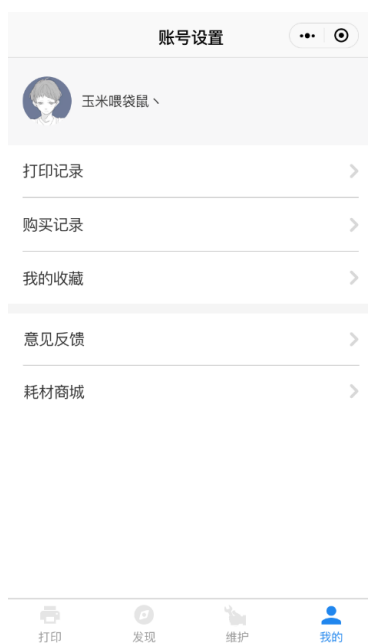 账号设置
玉米喂袋鼠丶
打印记录
购买记录
我的收藏
意见反馈
耗材商城
打印 发现 维护 我的